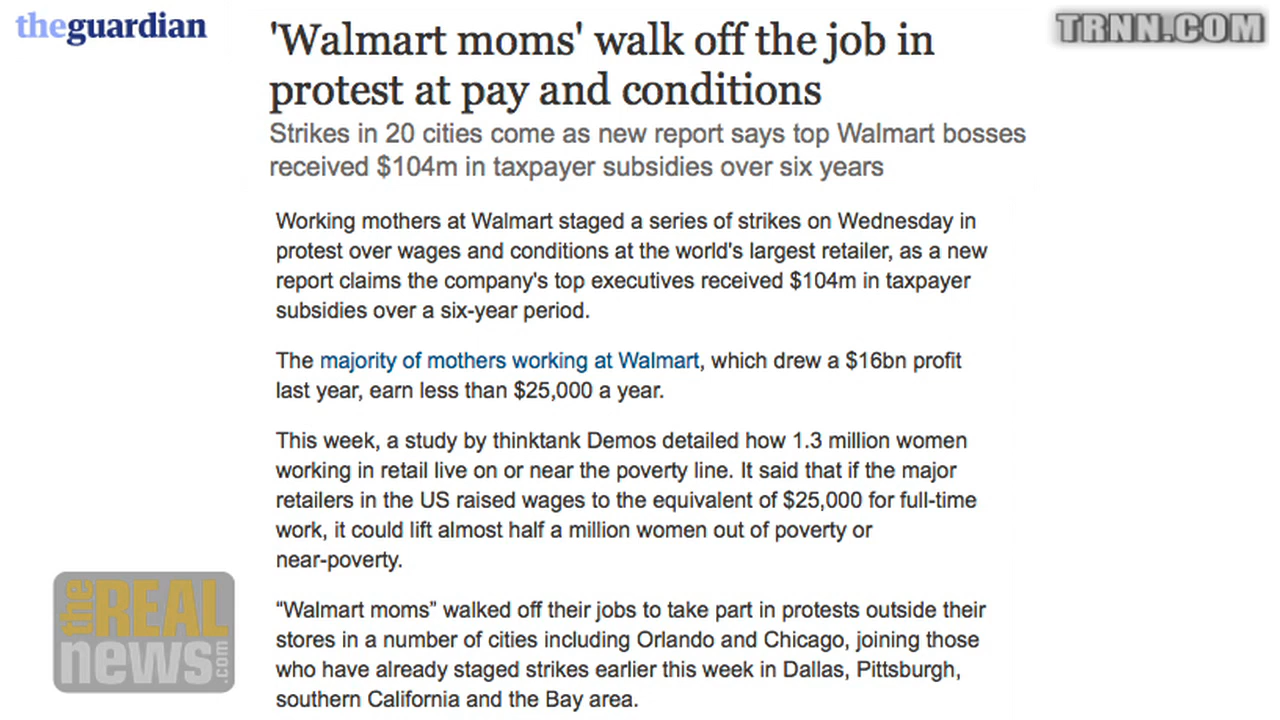 theguardian
TRNN.COM
'Walmart moms' walk off the job in
protest at pay and conditions
Strikes in 20 cities come as new report says top Walmart bosses
received $104m in taxpayer subsidies over six years
Working mothers at Walmart staged a series of strikes on Wednesday in
protest over wages and conditions at the world's largest retailer, as a new
report claims the company's top executives received $104m in taxpayer
subsidies over a six-year period.
The majority of mothers working at Walmart, which drew a $16bn profit
last year, earn less than $25,000 a year.
This week, a study by thinktank Demos detailed how 1.3 million women
working in retail live on or near the poverty line. It said that if the major
retailers in the US raised wages to the equivalent of $25,000 for full-time
work, it could lift almost half a million women out of poverty or
near-poverty.
“Walmart moms” walked off their jobs to take part in protests outside their
stores in a number of cities including Orlando and Chicago, joining those
who have already staged strikes earlier this week in Dallas, Pittsburgh,
southern California and the Bay area.
the REAL
news.com